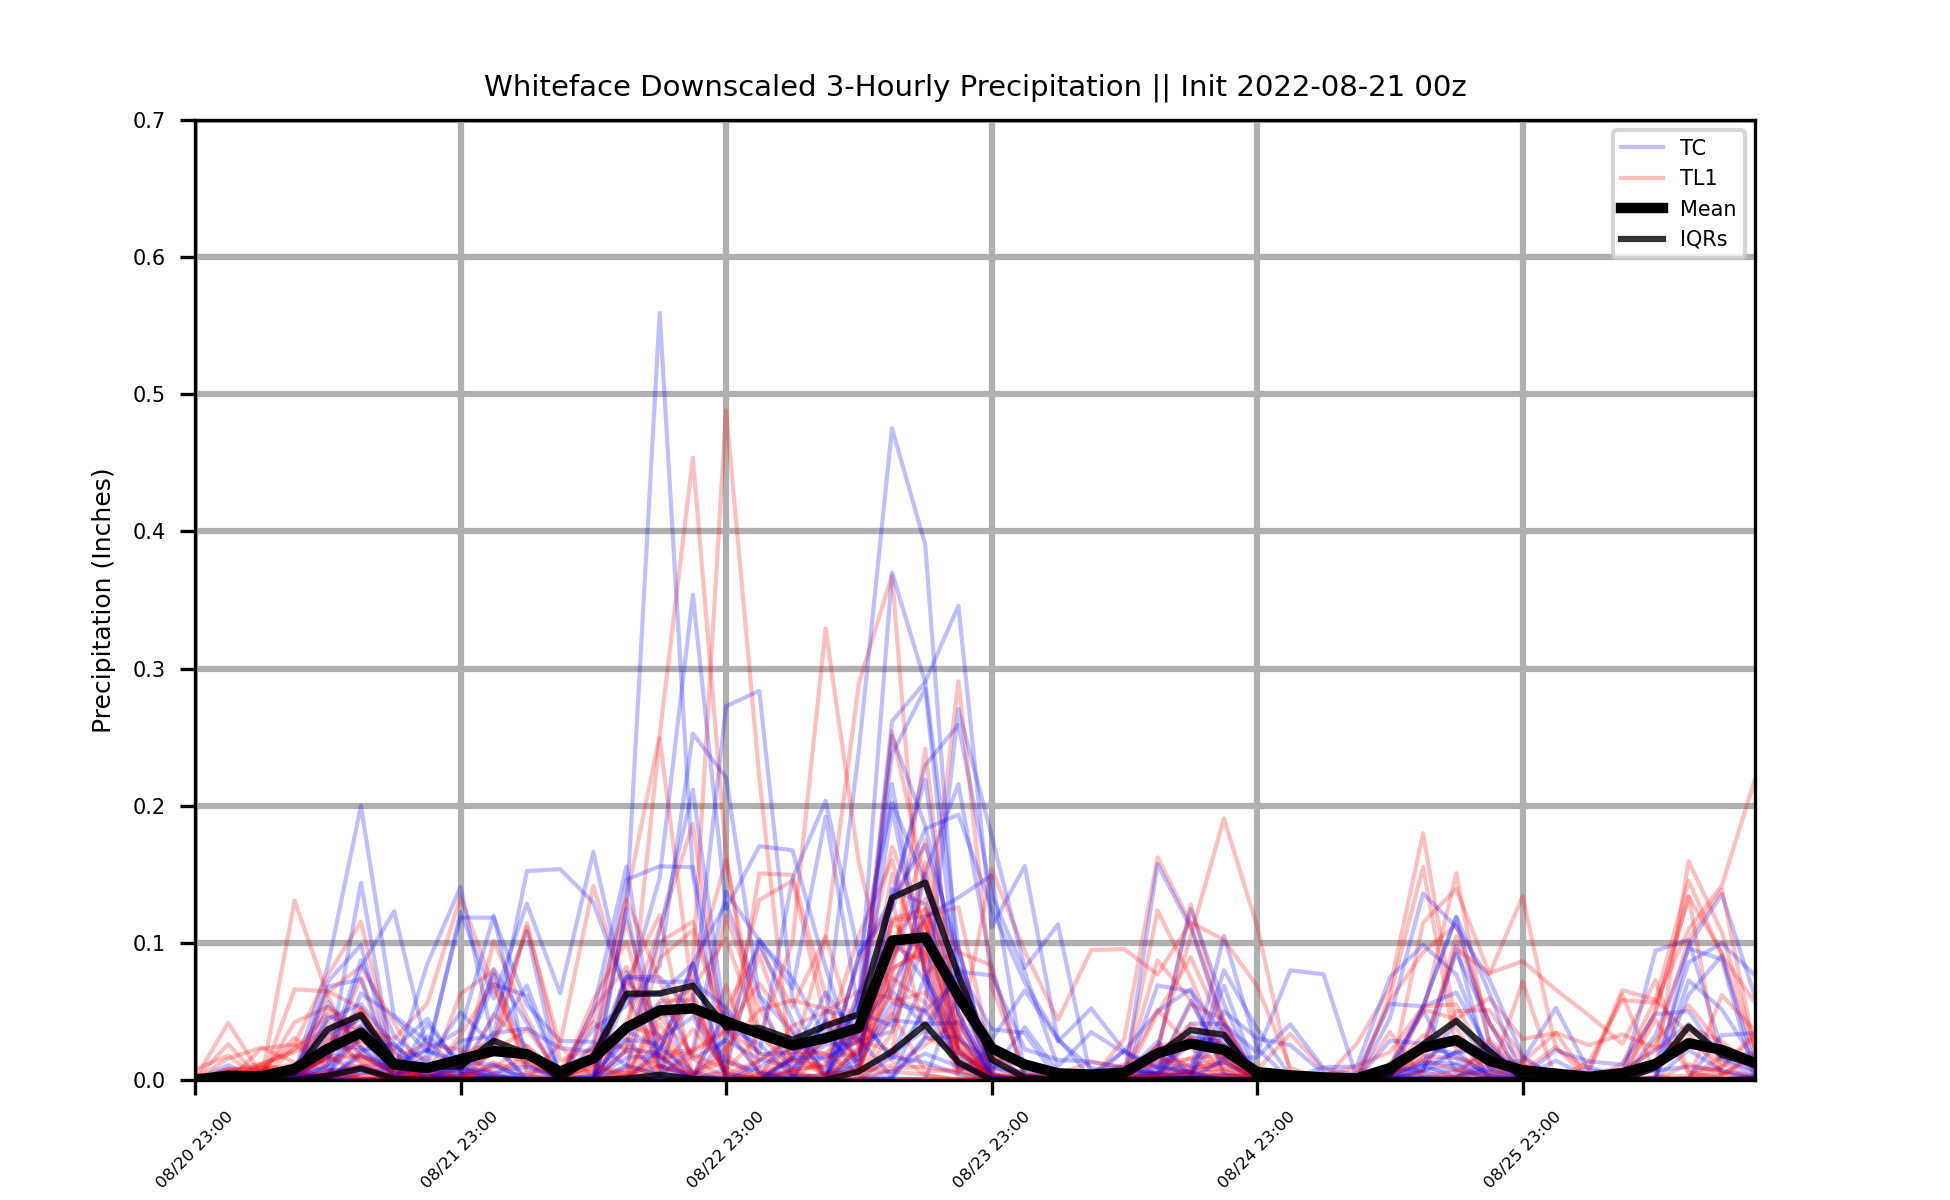 Whiteface Downscaled 3-Hourly Precipitation || Init 2022-08-21 00z
Precipitation (Inches)
0.7
0.6
0.5
0.4
0.3
0.2
0.1
0.0
TC
TL1
Mean
IQRs
08/20 23:00
08/21 23:00
08/22 23:00
08/23 23:00
08/24 23:00
08/25 23:00